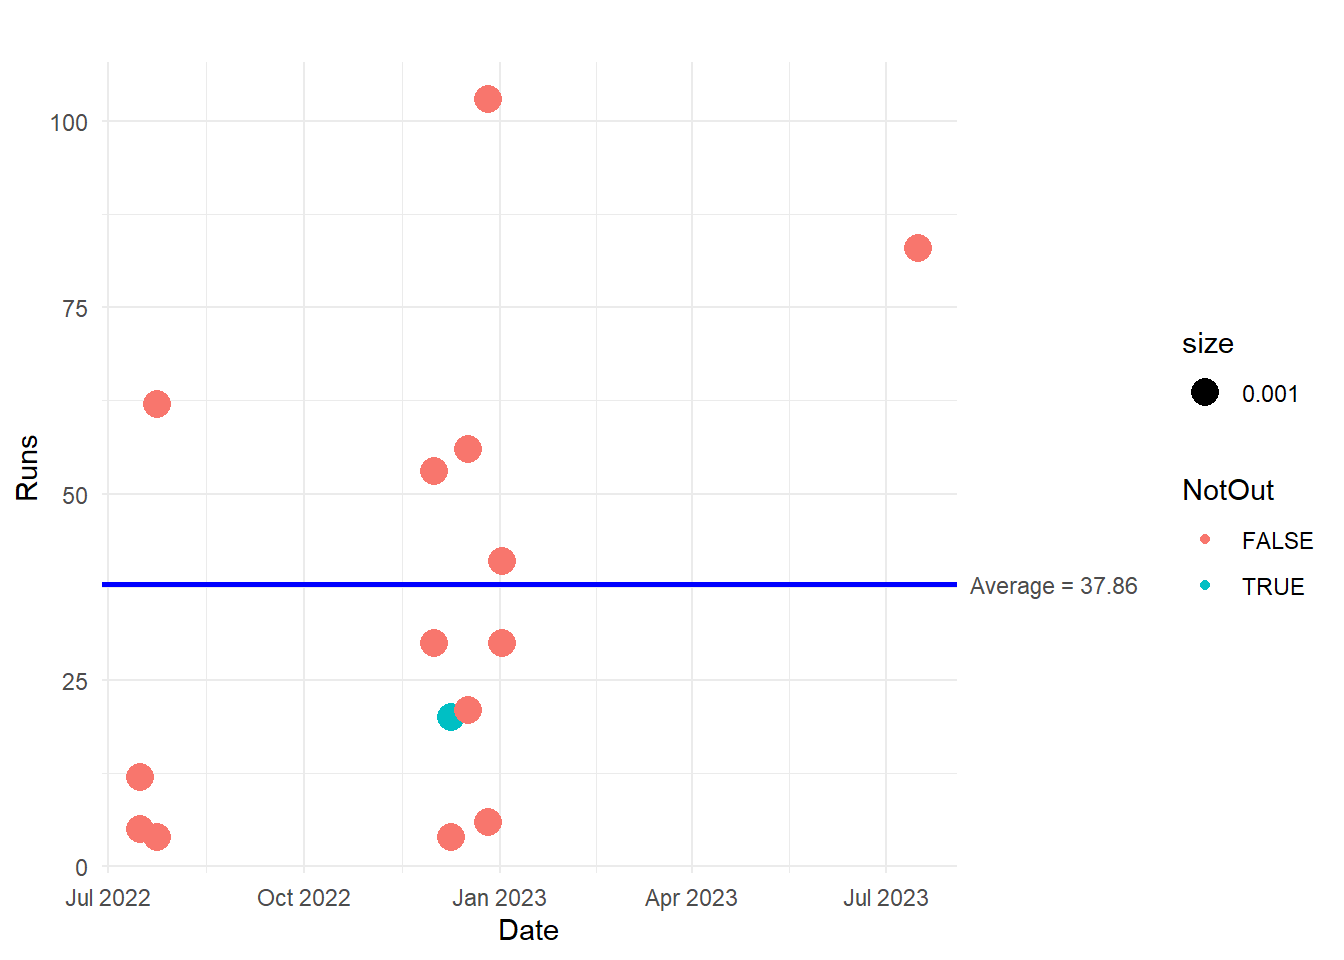 100
75
50
25
0
Runs
Jul 2022
Oct 2022
Jan 2023
Apr 2023
Jul 2023
Date
Average = 37.86
size
0.001
NotOut
FALSE
TRUE